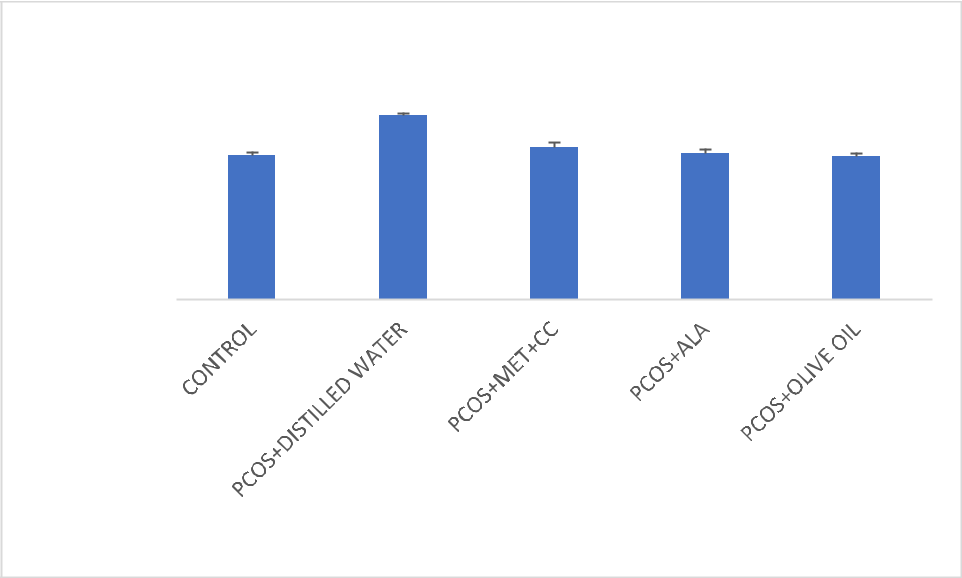 CONTROL
PCOS+DISTILLED WATER
PCOS+MET+CC
PCOS+ALA
PCOS+OLIVE OIL